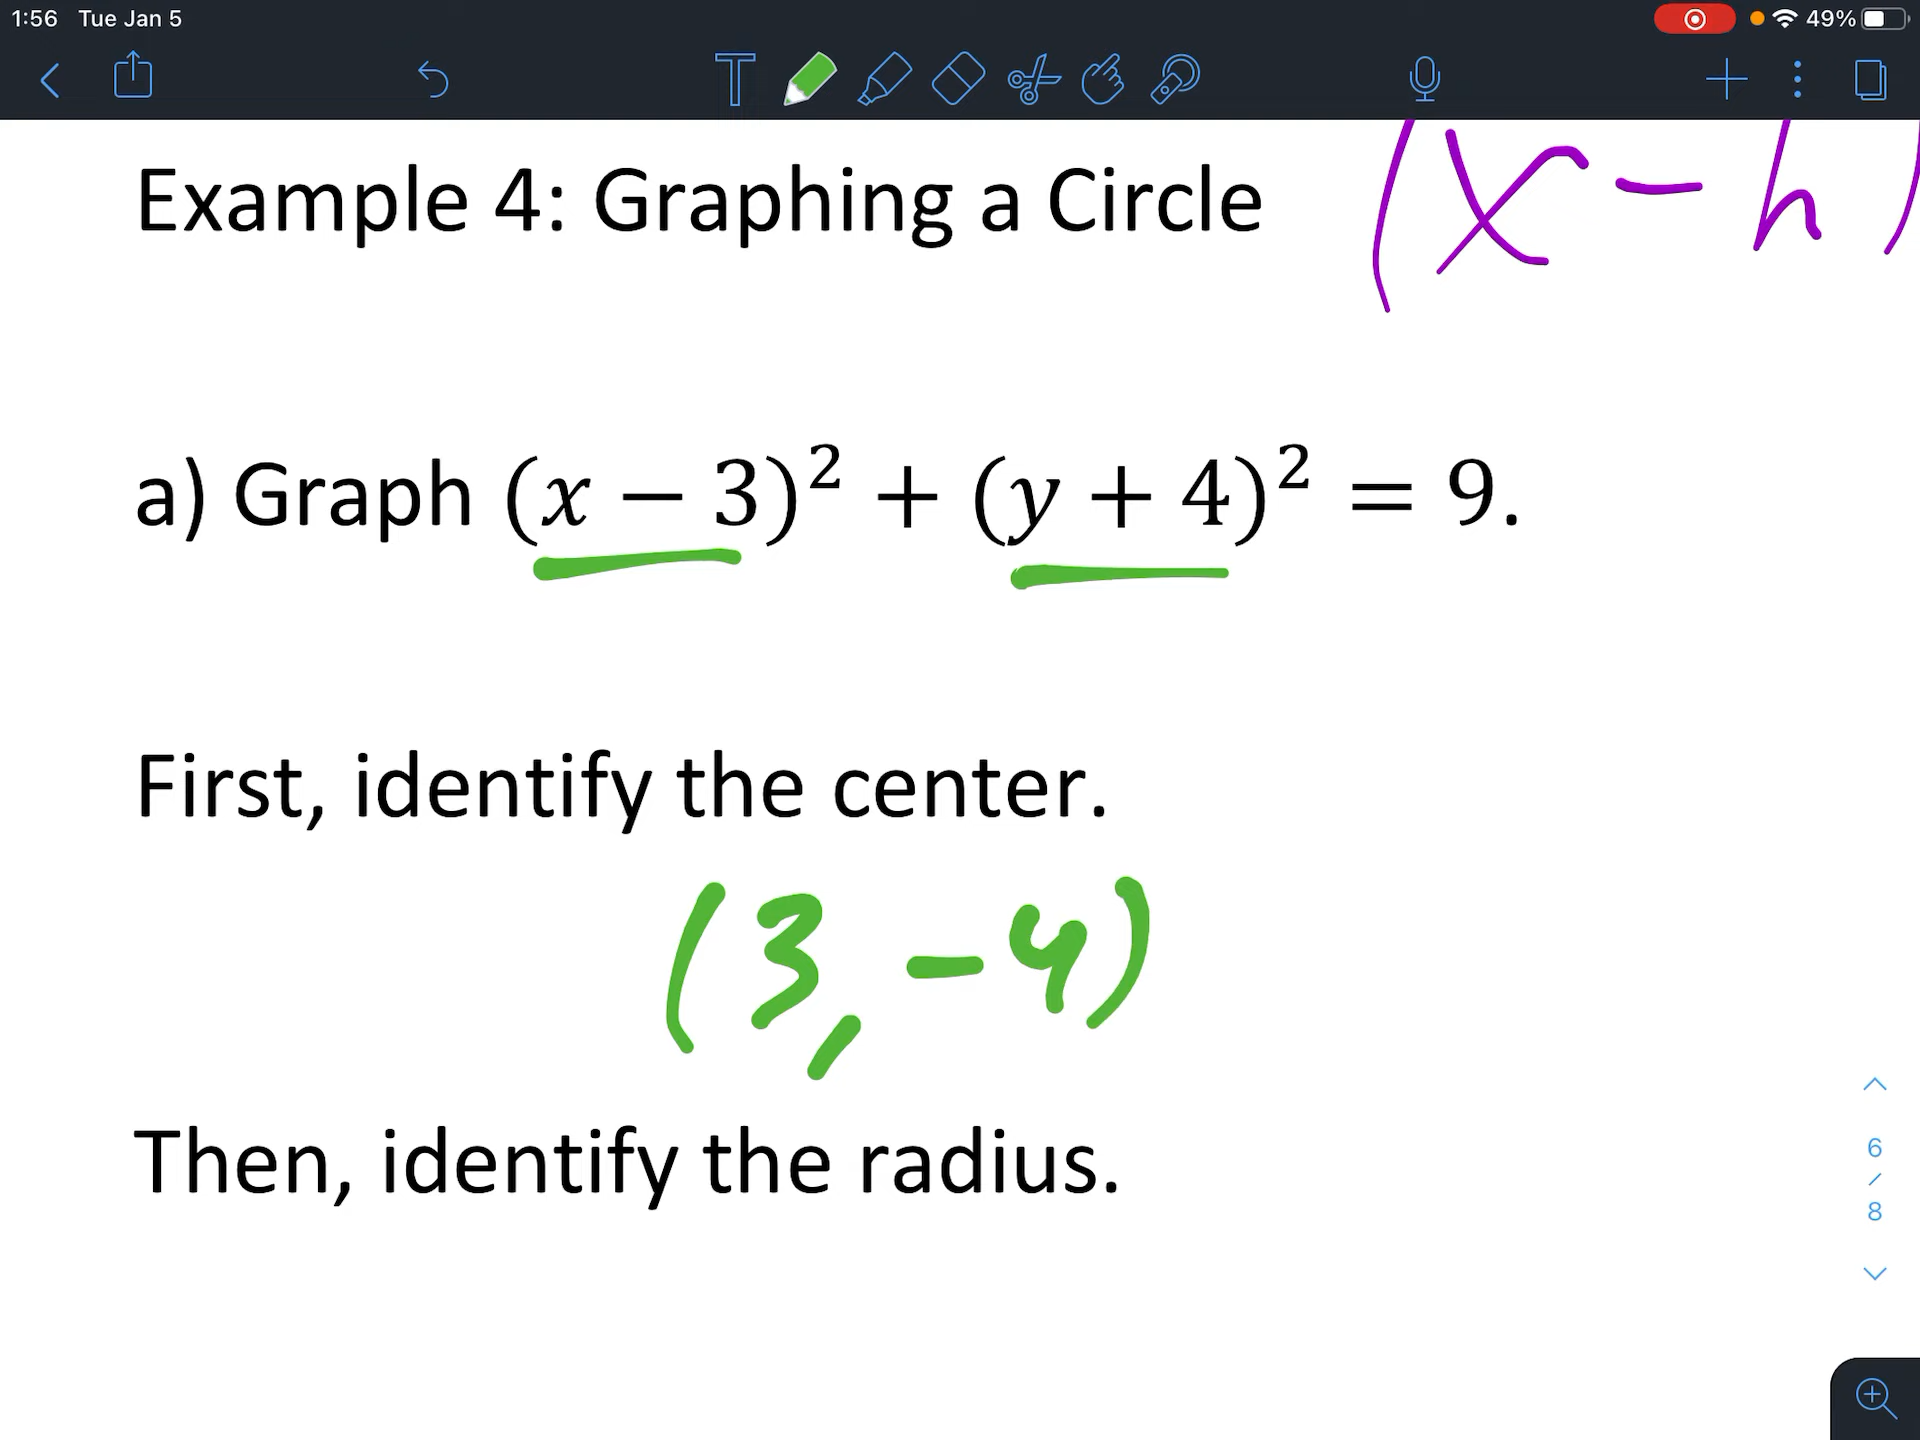 1:56 Tue Jan 5 49%
Example 4: Graphing a Circle (x-h)
a) Graph (x − 3)² + (y + 4)² = 9.
First, identify the center.
(3, -4)
Then, identify the radius.
6
/
8